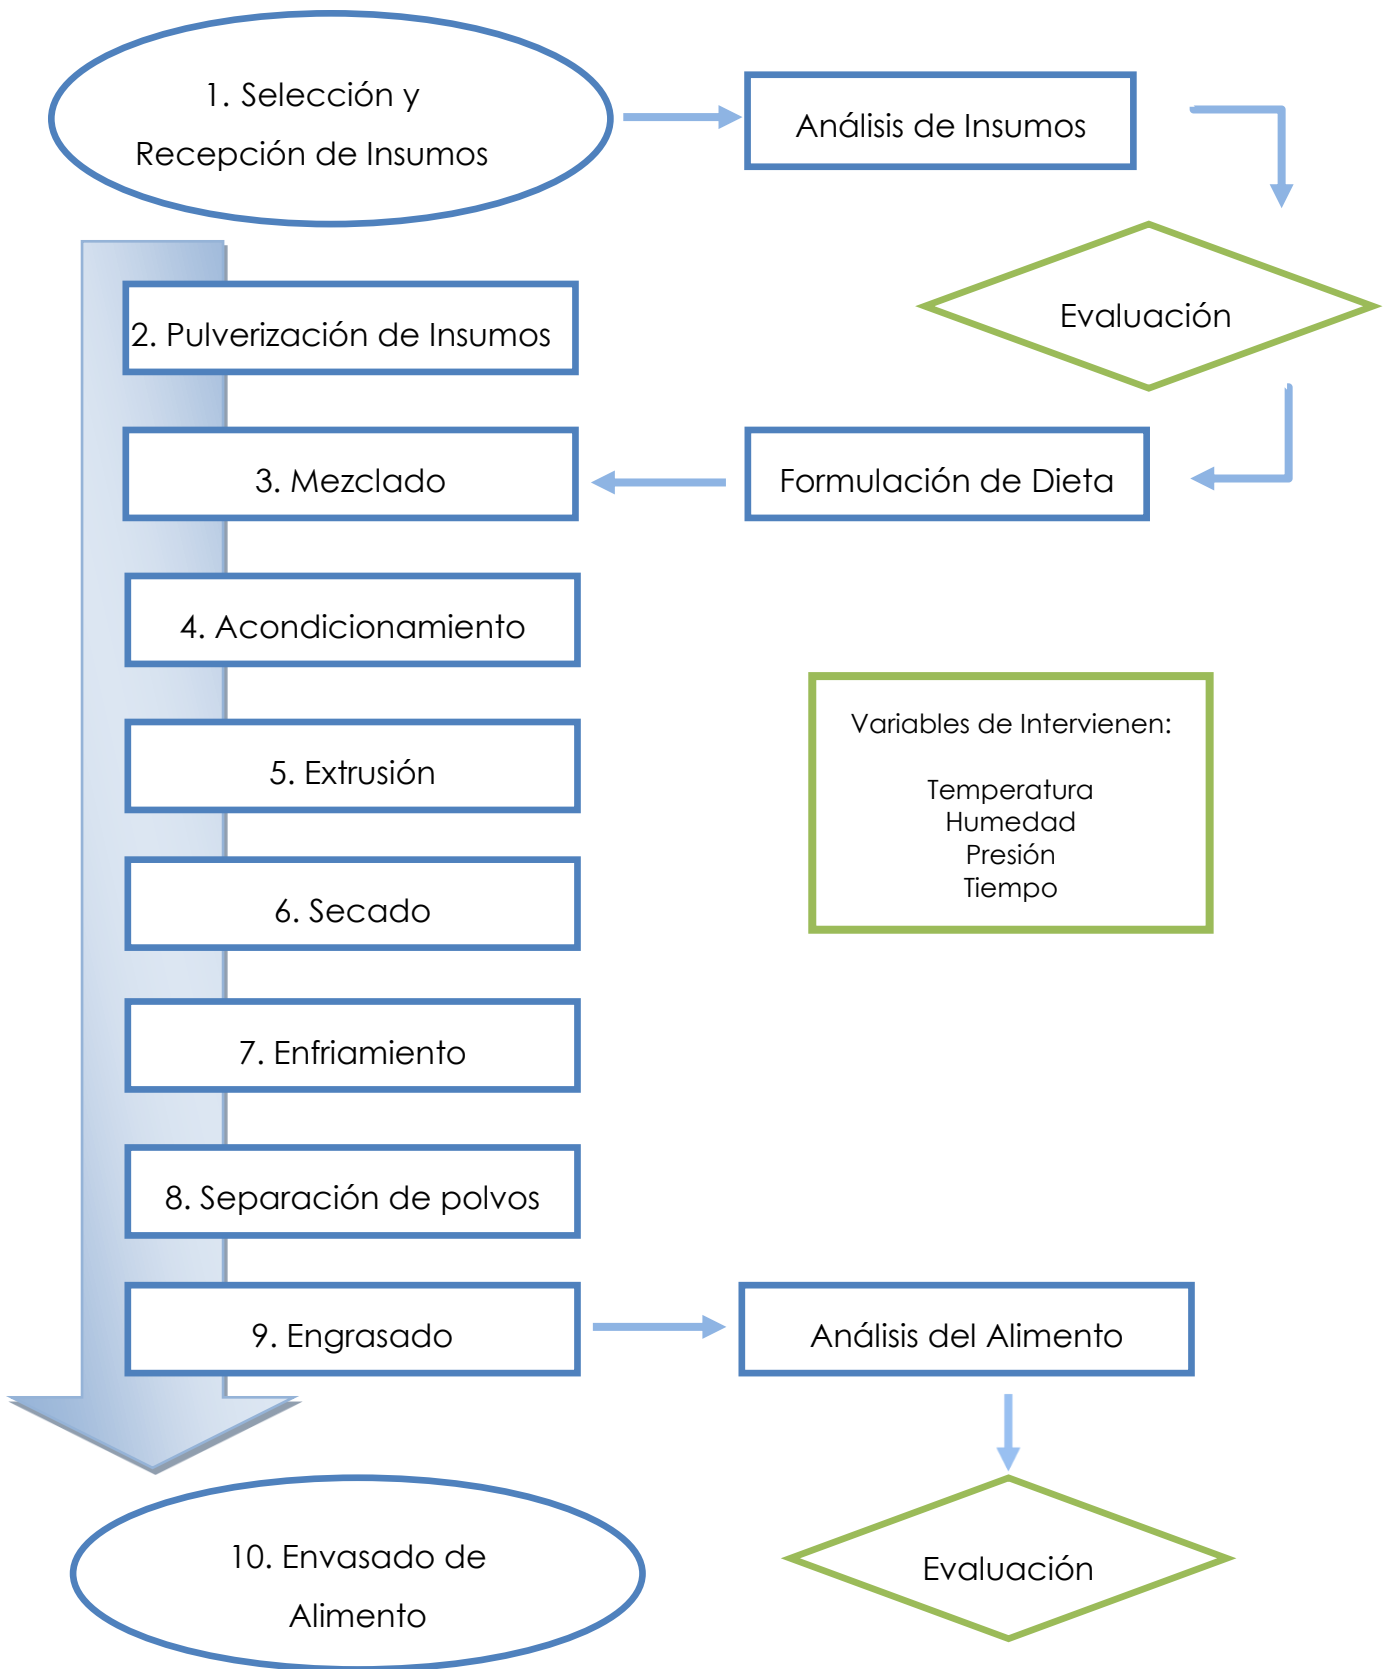 1. Selección y
Recepción de Insumos
Análisis de Insumos
Evaluación
2. Pulverización de Insumos
3. Mezclado
Formulación de Dieta
4. Acondicionamiento
5. Extrusión
Variables de Intervienen:
Temperatura
Humedad
Presión
Tiempo
6. Secado
7. Enfriamiento
8. Separación de polvos
9. Engrasado
Análisis del Alimento
10. Envasado de
Alimento
Evaluación